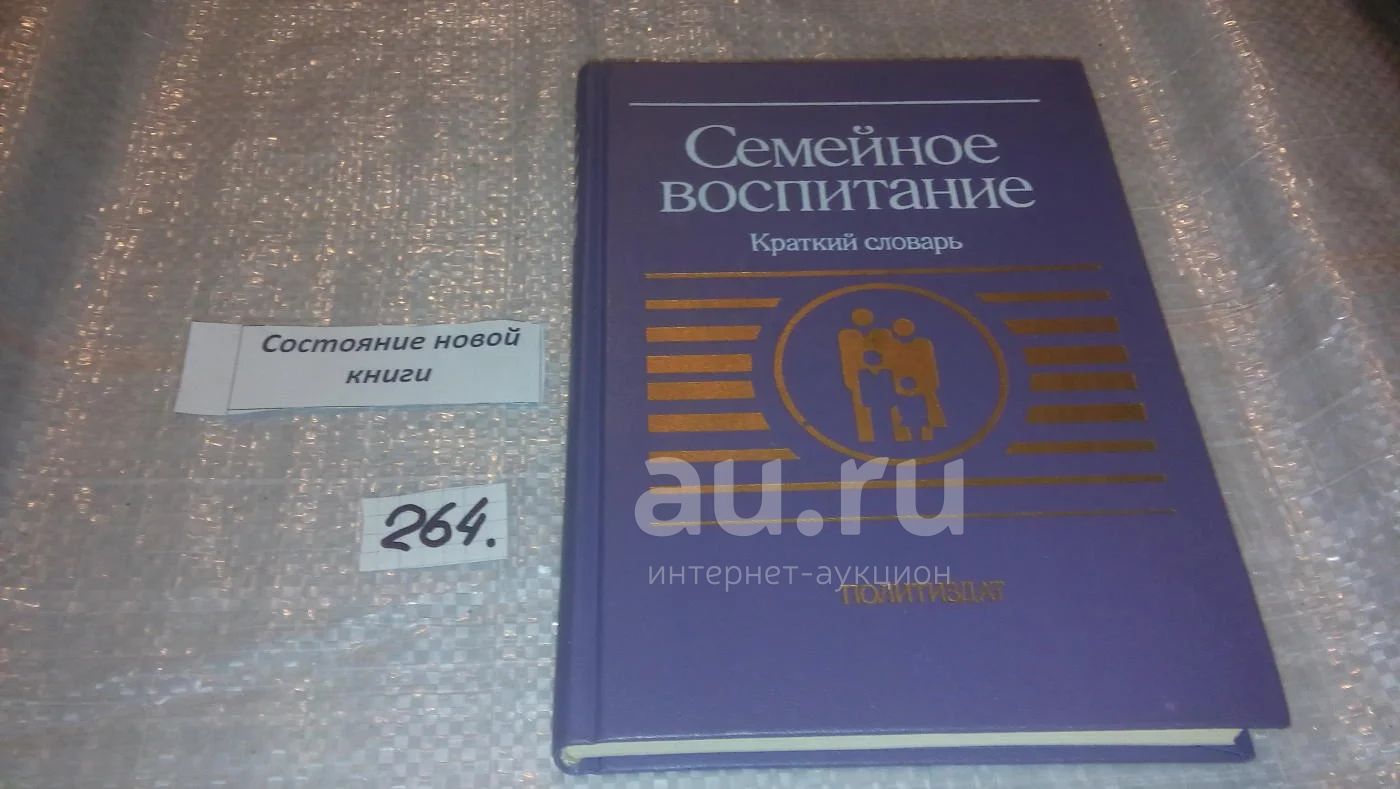 Семейное
воспитание
Краткий словарь
Состояние новой
книги
264.
au.ru
интернет-аукцион
ПОЛИТИЗДАТ